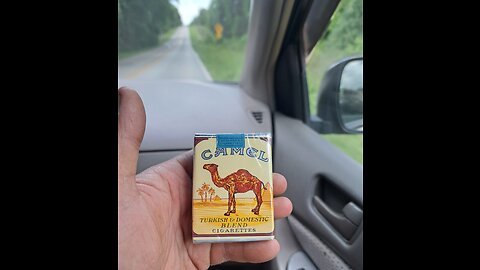 CAMEL
TURKISH & DOMESTIC
BLEND
CIGARETTES